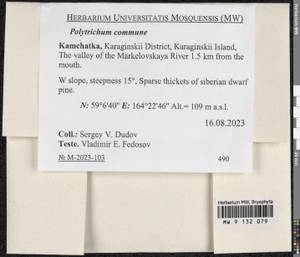 HERBARIUM UNIVERSITATIS MOSQUENSIS (MW)
Polytrichum commune
Kamchatka, Karaginskii District, Karaginskii Island,
The valley of the Markelovskaya River 1.5 km from the
mouth.
W slope, steepness 15°. Sparse thickets of siberian dwarf
pine.
N: 59°6'40" E: 164°22'46" Alt.= 109 m a.s.l.
16.08.2023
Coll.: Sergey V. Dudov
Teste. Vladimir E. Fedosov
№ M-2023-103 490
Herbarium MW, Bryophyta
MW 9 132 079